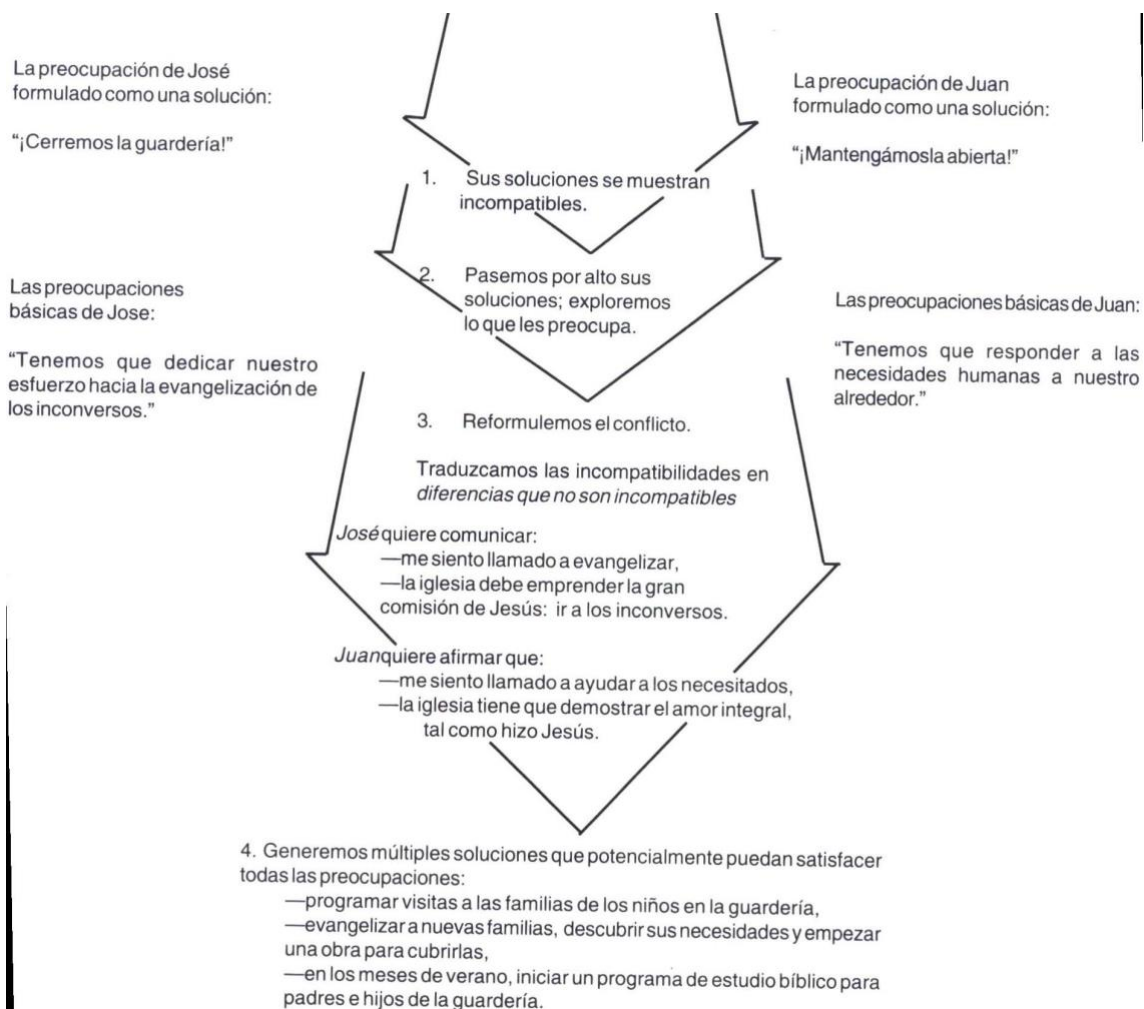 La preocupación de José
formulado como una solución:
“¡Cerremos la guardería!”
La preocupación de Juan
formulado como una solución:
“¡Mantengámosla abierta!”
1. Sus soluciones se muestran
incompatibles.
2. Pasemos por alto sus
soluciones; exploremos
lo que les preocupa.
Las preocupaciones
básicas de Jose:
“Tenemos que dedicar nuestro
esfuerzo hacia la evangelización de
los inconversos.”
Las preocupaciones básicas de Juan:
“Tenemos que responder a las
necesidades humanas a nuestro
alrededor.”
3. Reformulemos el conflicto.
Traduzcamos las incompatibilidades en
diferencias que no son incompatibles
José quiere comunicar:
—me siento llamado a evangelizar,
—la iglesia debe emprender la gran
comisión de Jesús: ir a los inconversos.
Juan quiere afirmar que:
—me siento llamado a ayudar a los necesitados,
—la iglesia tiene que demostrar el amor integral,
tal como hizo Jesús.
4. Generemos múltiples soluciones que potencialmente puedan satisfacer
todas las preocupaciones:
—programar visitas a las familias de los niños en la guardería,
—evangelizar a nuevas familias, descubrir sus necesidades y empezar
una obra para cubrirlas,
—en los meses de verano, iniciar un programa de estudio bíblico para
padres e hijos de la guardería.